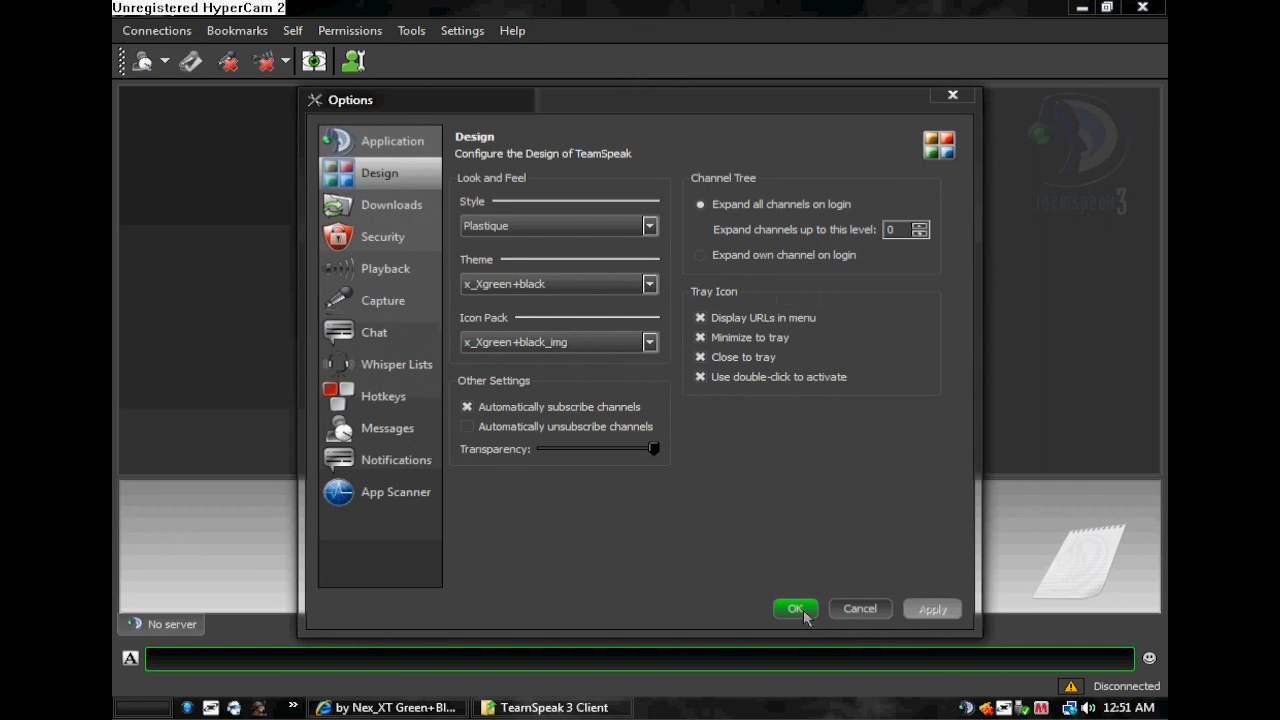 Unregistered HyperCam 2
Connections Bookmarks Self Permissions Tools Settings Help
Options
Application
Design
Downloads
Security
Playback
Capture
Chat
Whisper Lists
Hotkeys
Messages
Notifications
App Scanner
Design
Configure the Design of TeamSpeak
Look and Feel
Style
Plastique
Theme
x_Xgreen+black
Icon Pack
x_Xgreen+black_img
Other Settings
Automatically subscribe channels
Automatically unsubscribe channels
Transparency:
Channel Tree
Expand all channels on login
Expand channels up to this level: 0
Expand own channel on login
Tray Icon
Display URLs in menu
Minimize to tray
Close to tray
Use double-click to activate
OK Cancel Apply
teamspeak3
No server
A
Disconnected
by Nex_XT Green+Bl... TeamSpeak 3 Client 12:51 AM